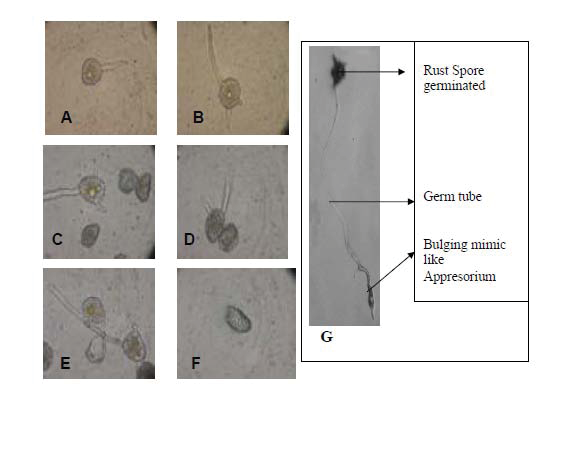 A
B
C
D
E
F
Rust Spore
germinated
Germ tube
Bulging mimic
like
Appresorium
G